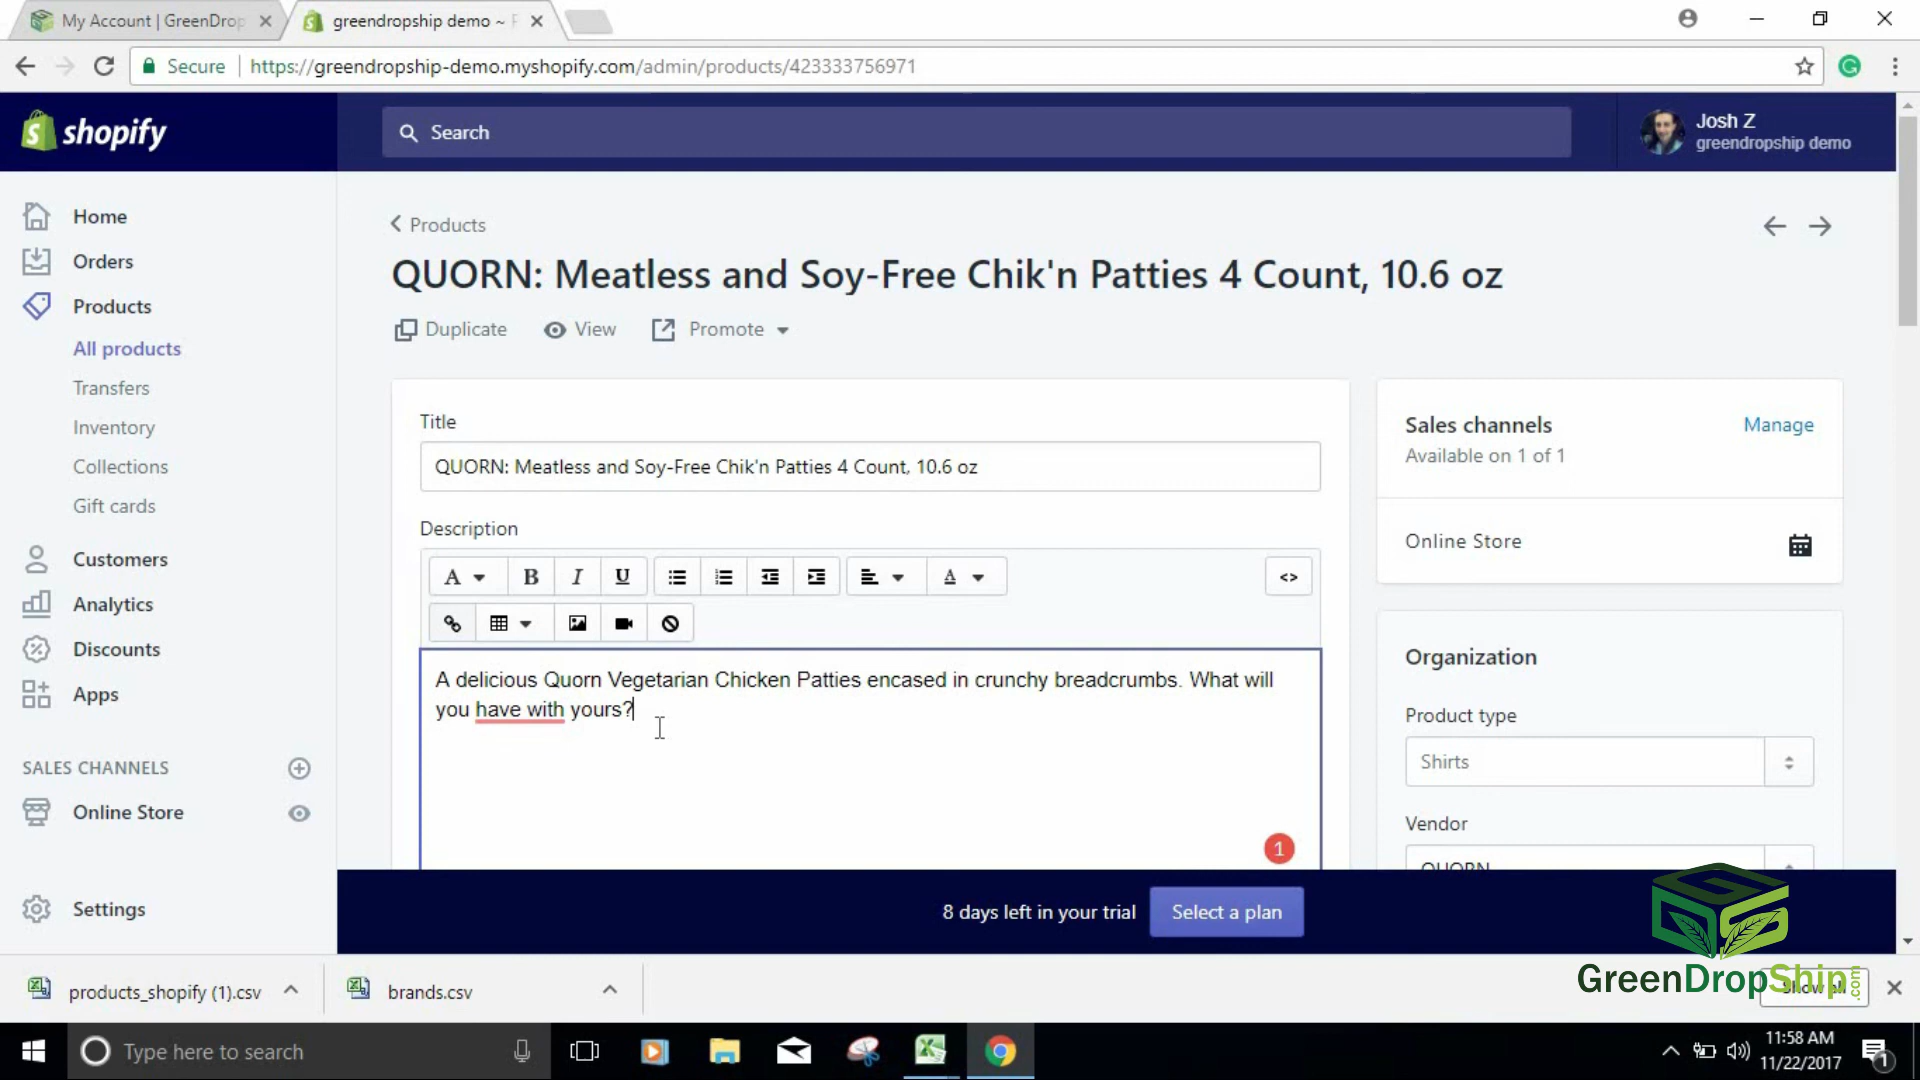 My Account | GreenDrop
greendropship demo ~ P
Secure
https://greendropship-demo.myshopify.com/admin/products/423333756971
shopify
Search
Josh Z
greendropship demo
Home
Orders
Products
All products
Transfers
Inventory
Collections
Gift cards
Customers
Analytics
Discounts
Apps
SALES CHANNELS
Online Store
Settings
Products
QUORN: Meatless and Soy-Free Chik'n Patties 4 Count, 10.6 oz
Duplicate
View
Promote
Title
QUORN: Meatless and Soy-Free Chik'n Patties 4 Count, 10.6 oz
Description
A
B
I
U
A
<>
A delicious Quorn Vegetarian Chicken Patties encased in crunchy breadcrumbs. What will
you have with yours?
1
Sales channels
Manage
Available on 1 of 1
Online Store
Organization
Product type
Shirts
Vendor
QUORN
8 days left in your trial
Select a plan
GreenDropShip.com
products_shopify (1).csv
brands.csv
Show all
Type here to search
11:58 AM
11/22/2017
1